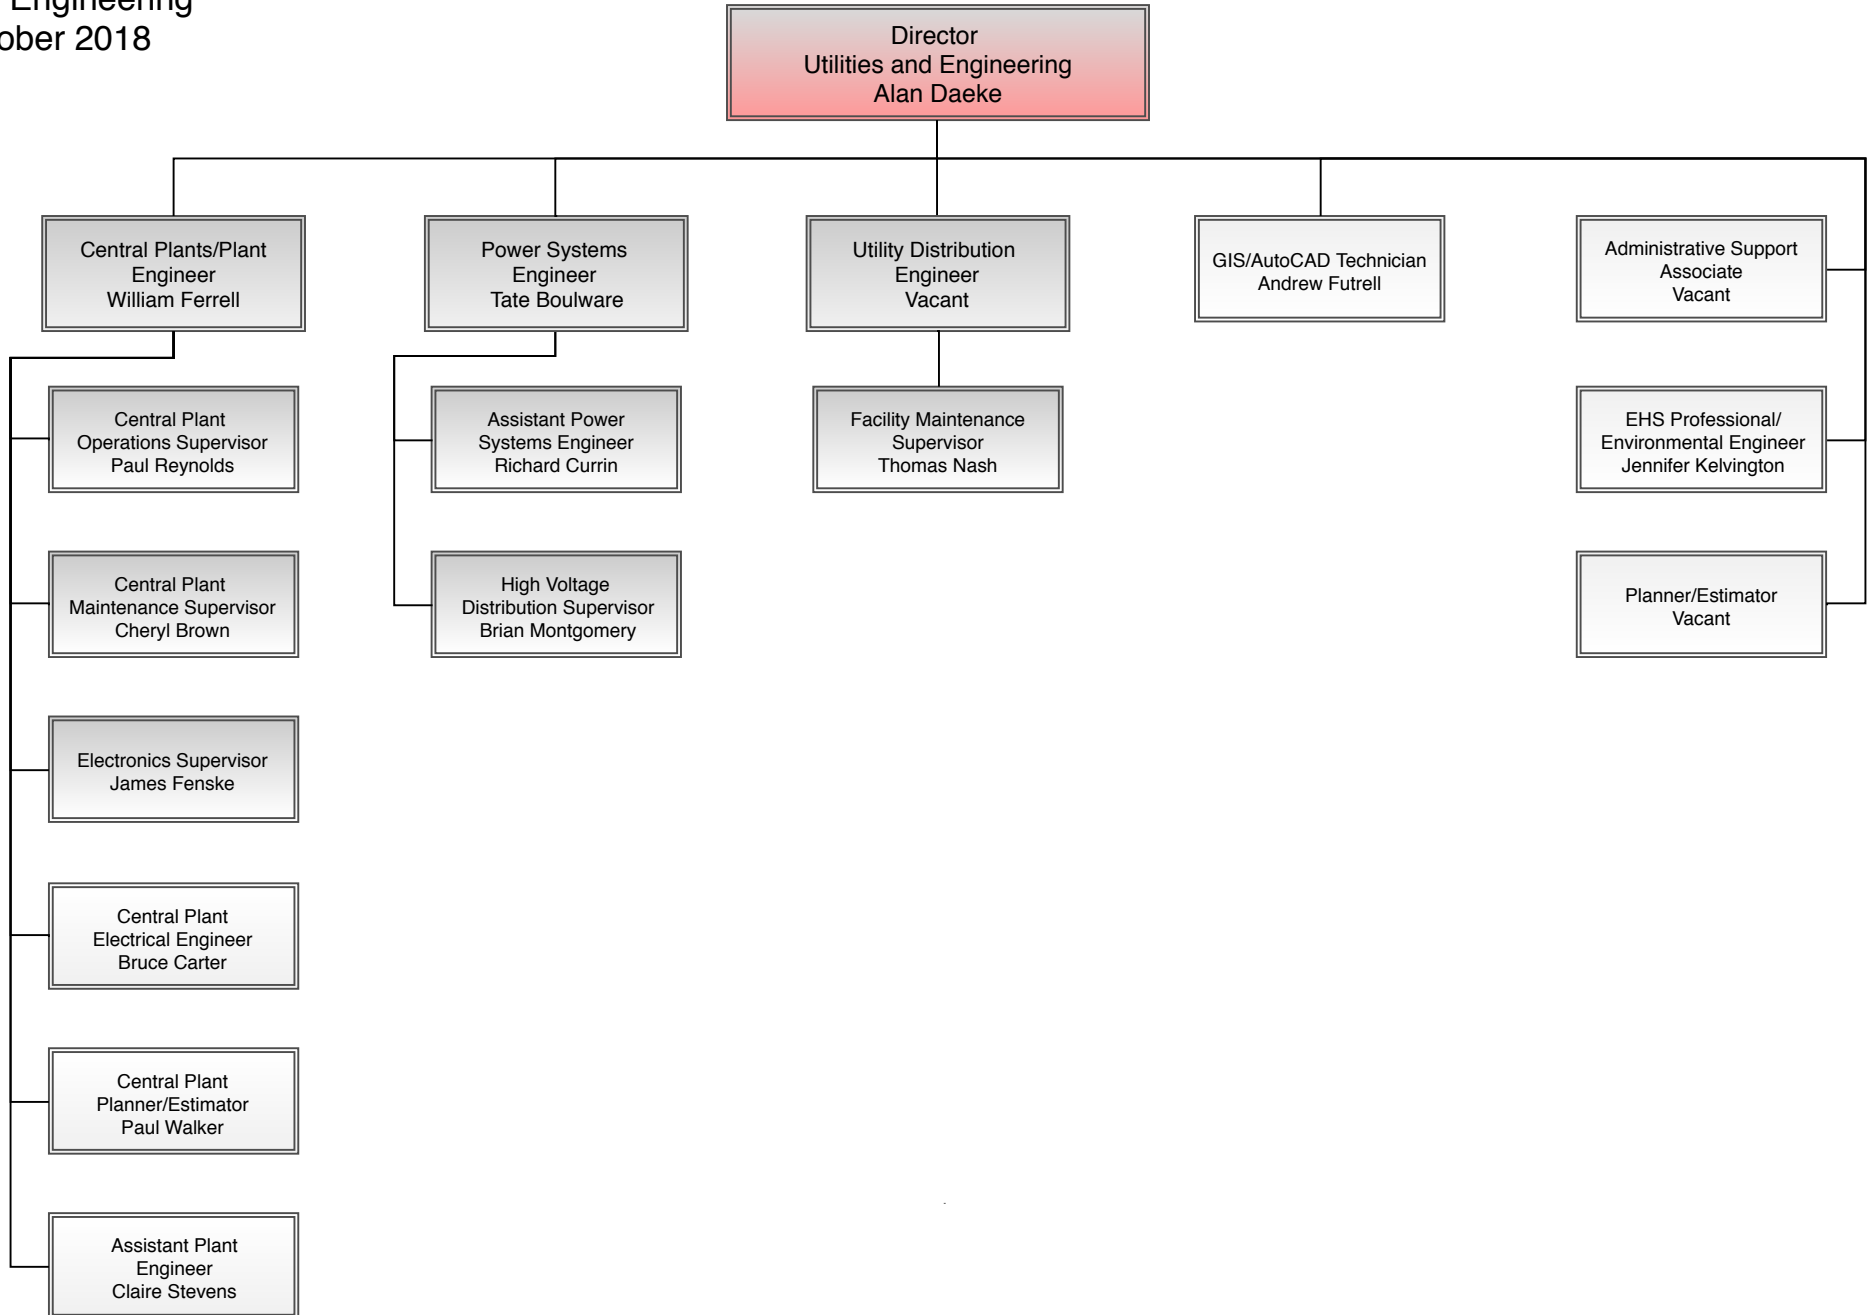 Engineering
ober 2018
Director
Utilities and Engineering
Alan Daeke
Central Plants/Plant
Engineer
William Ferrell
Power Systems
Engineer
Tate Boulware
Utility Distribution
Engineer
Vacant
GIS/AutoCAD Technician
Andrew Futrell
Administrative Support
Associate
Vacant
Central Plant
Operations Supervisor
Paul Reynolds
Assistant Power
Systems Engineer
Richard Currin
Facility Maintenance
Supervisor
Thomas Nash
EHS Professional/
Environmental Engineer
Jennifer Kelvington
Central Plant
Maintenance Supervisor
Cheryl Brown
High Voltage
Distribution Supervisor
Brian Montgomery
Planner/Estimator
Vacant
Electronics Supervisor
James Fenske
Central Plant
Electrical Engineer
Bruce Carter
Central Plant
Planner/Estimator
Paul Walker
Assistant Plant
Engineer
Claire Stevens